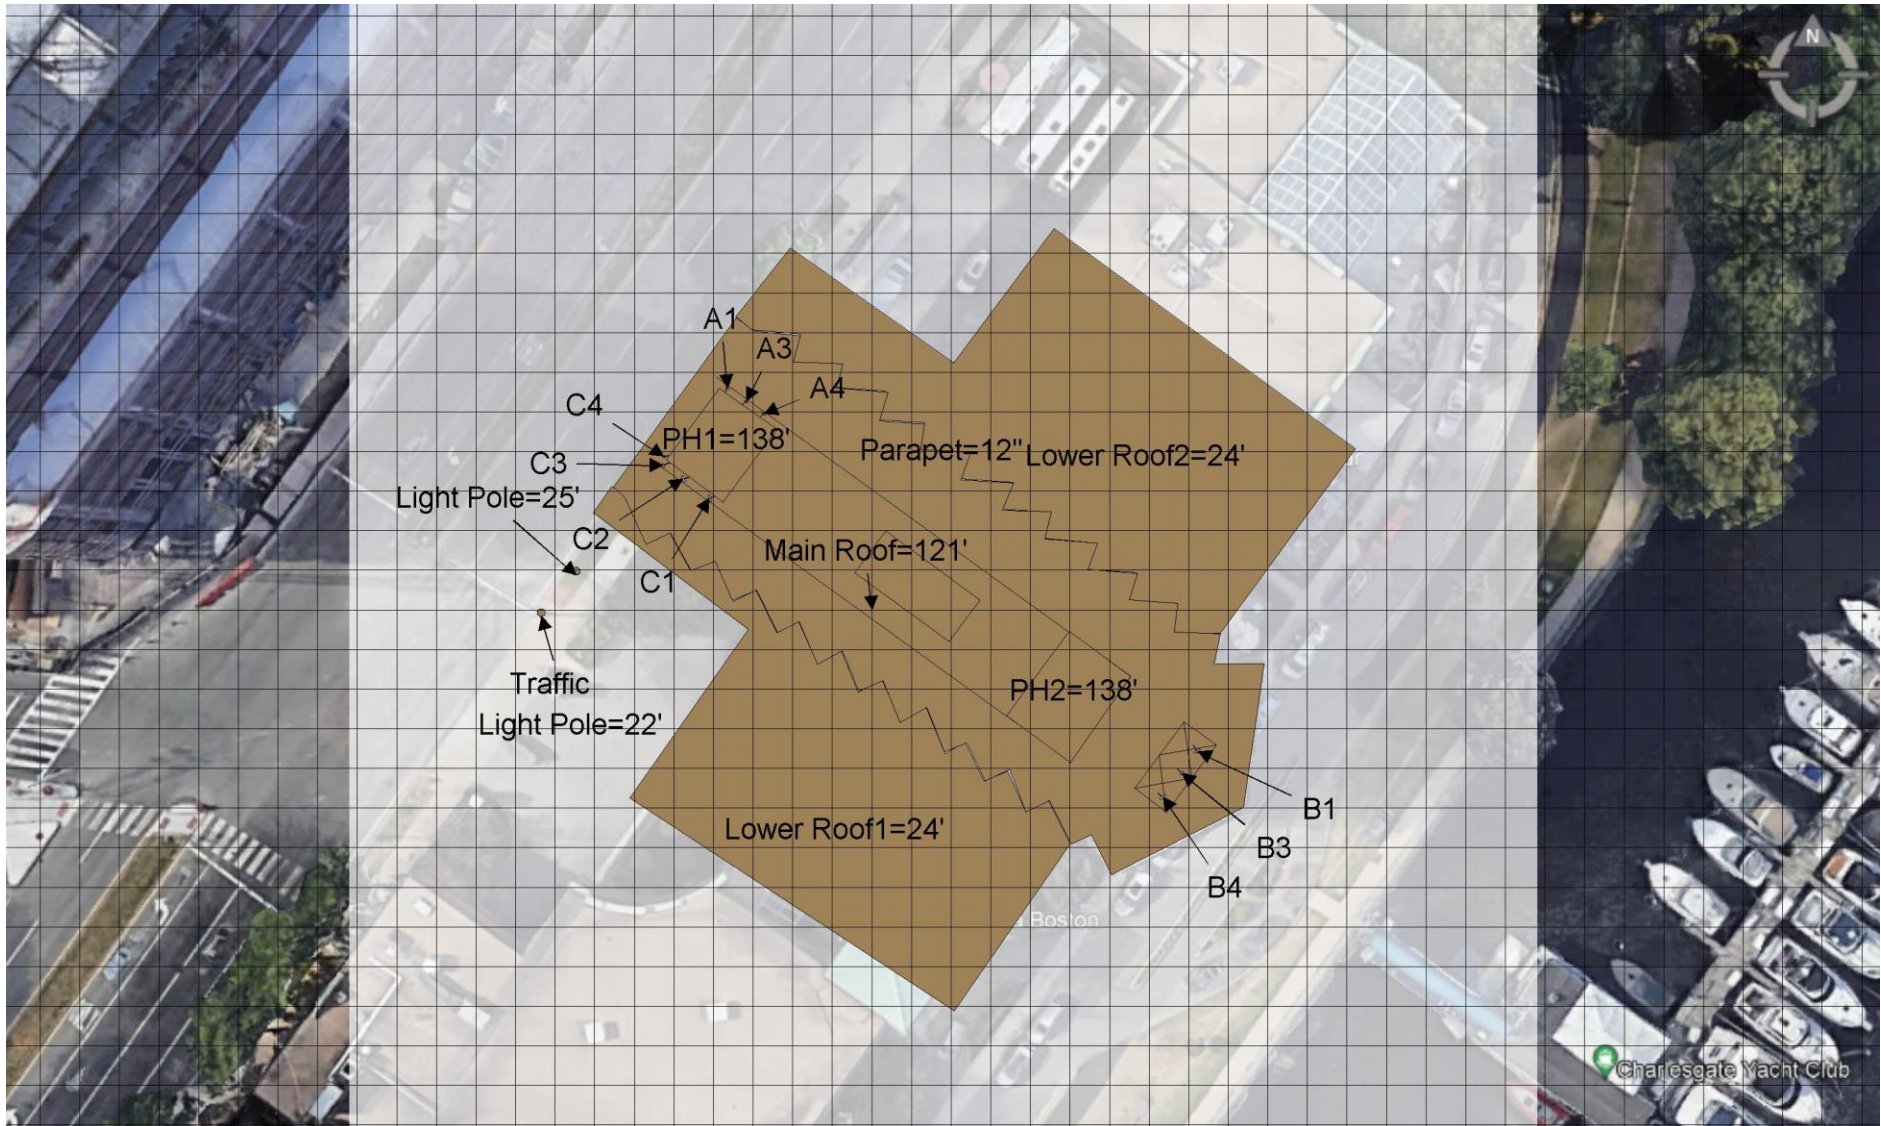 N
A1
A3
A4
C4
PH1=138'
Parapet=12"
Lower Roof2=24'
C3
Light Pole=25'
C2
Main Roof=121'
C1
Traffic
Light Pole=22'
PH2=138'
B1
Lower Roof1=24'
B3
B4
Boston
Charlesgate Yacht Club